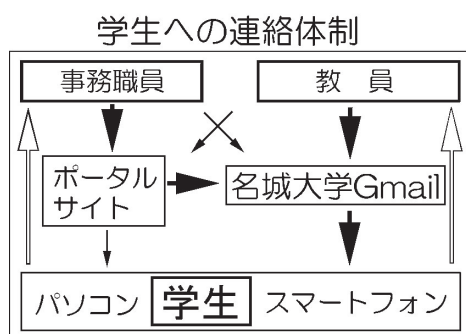 学生への連絡体制
事務職員
教 員
ポータル
サイト
名城大学Gmail
パソコン 学生 スマートフォン